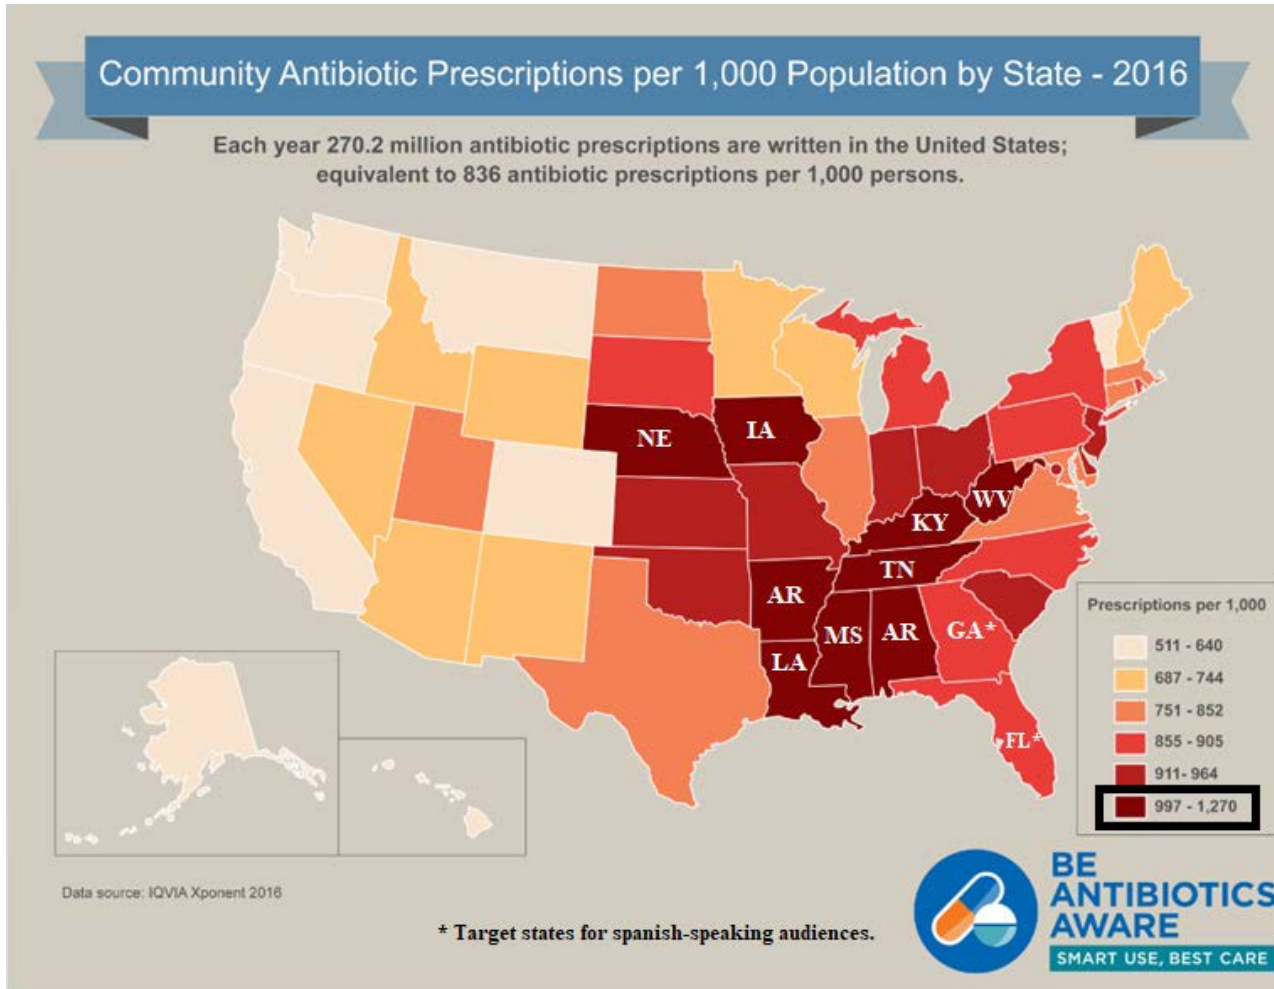 Community Antibiotic Prescriptions per 1,000 Population by State - 2016
Each year 270.2 million antibiotic prescriptions are written in the United States;
equivalent to 836 antibiotic prescriptions per 1,000 persons.
NE
IA
WV
KY
TN
AR
MS
AR
GA*
LA
FL*
Prescriptions per 1,000
511 - 640
687 - 744
751 - 852
855 - 905
911- 964
997 - 1,270
Data source: IQVIA Xponent 2016
* Target states for spanish-speaking audiences.
BE
ANTIBIOTICS
AWARE
SMART USE, BEST CARE